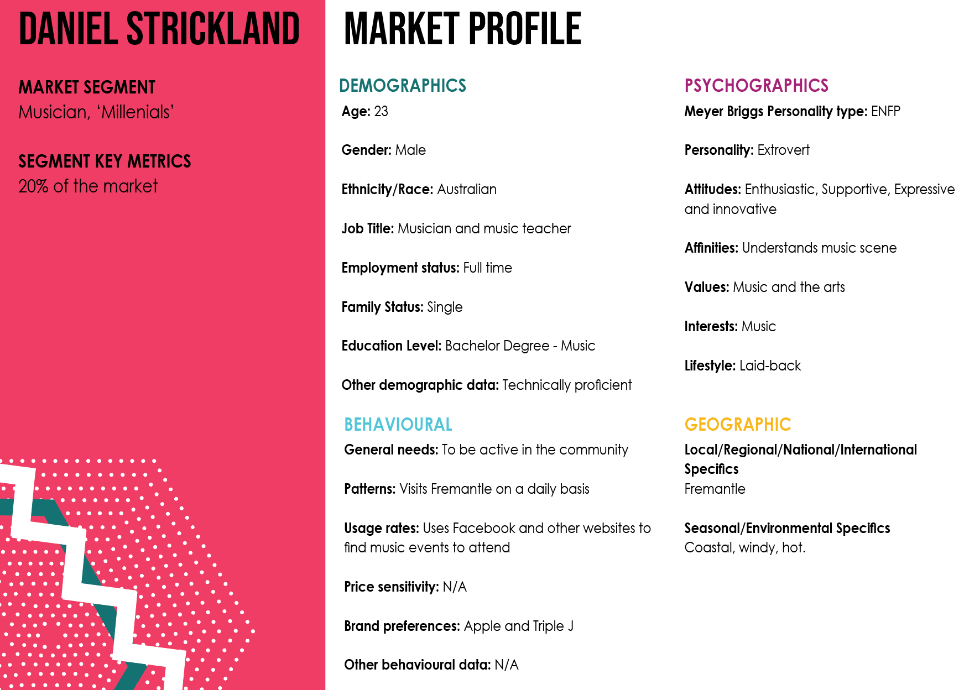 DANIEL STRICKLAND
MARKET SEGMENT
Musician, ‘Millenials’
SEGMENT KEY METRICS
20% of the market
MARKET PROFILE
DEMOGRAPHICS
Age: 23
Gender: Male
Ethnicity/Race: Australian
Job Title: Musician and music teacher
Employment status: Full time
Family Status: Single
Education Level: Bachelor Degree - Music
Other demographic data: Technically proficient
BEHAVIOURAL
General needs: To be active in the community
Patterns: Visits Fremantle on a daily basis
Usage rates: Uses Facebook and other websites to
find music events to attend
Price sensitivity: N/A
Brand preferences: Apple and Triple J
Other behavioural data: N/A
PSYCHOGRAPHICS
Meyer Briggs Personality type: ENFP
Personality: Extrovert
Attitudes: Enthusiastic, Supportive, Expressive
and innovative
Affinities: Understands music scene
Values: Music and the arts
Interests: Music
Lifestyle: Laid-back
GEOGRAPHIC
Local/Regional/National/International
Specifics
Fremantle
Seasonal/Environmental Specifics
Coastal, windy, hot.